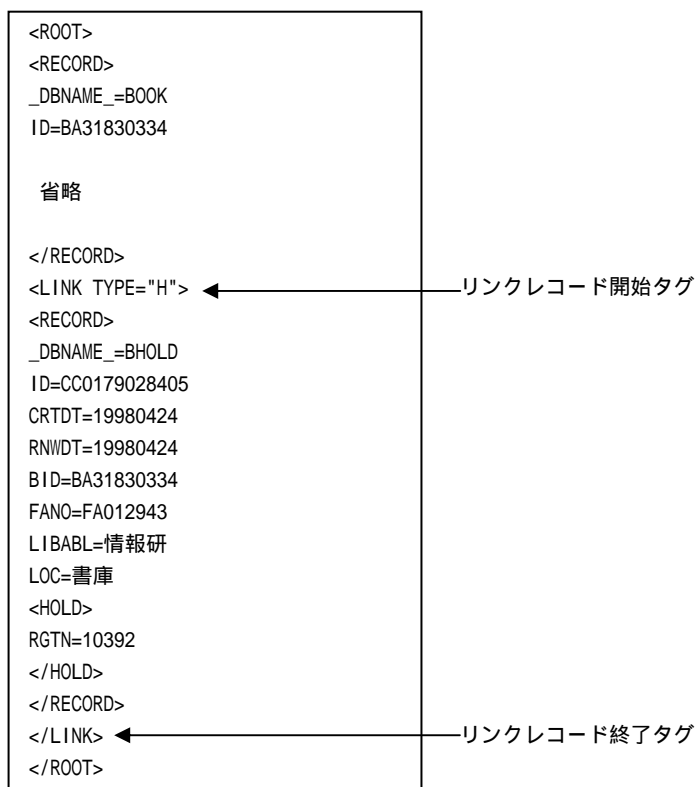 <ROOT>
<RECORD>
_DBNAME_=BOOK
ID=BA31830334
省略
</RECORD>
<LINK TYPE="H"> リンクレコード開始タグ
<RECORD>
_DBNAME_=BHOLD
ID=CC0179028405
CRTDT=19980424
RNWDT=19980424
BID=BA31830334
FANO=FA012943
LIBABL=情報研
LOC=書庫
<HOLD>
RGTN=10392
</HOLD>
</RECORD>
</LINK> リンクレコード終了タグ
</ROOT>